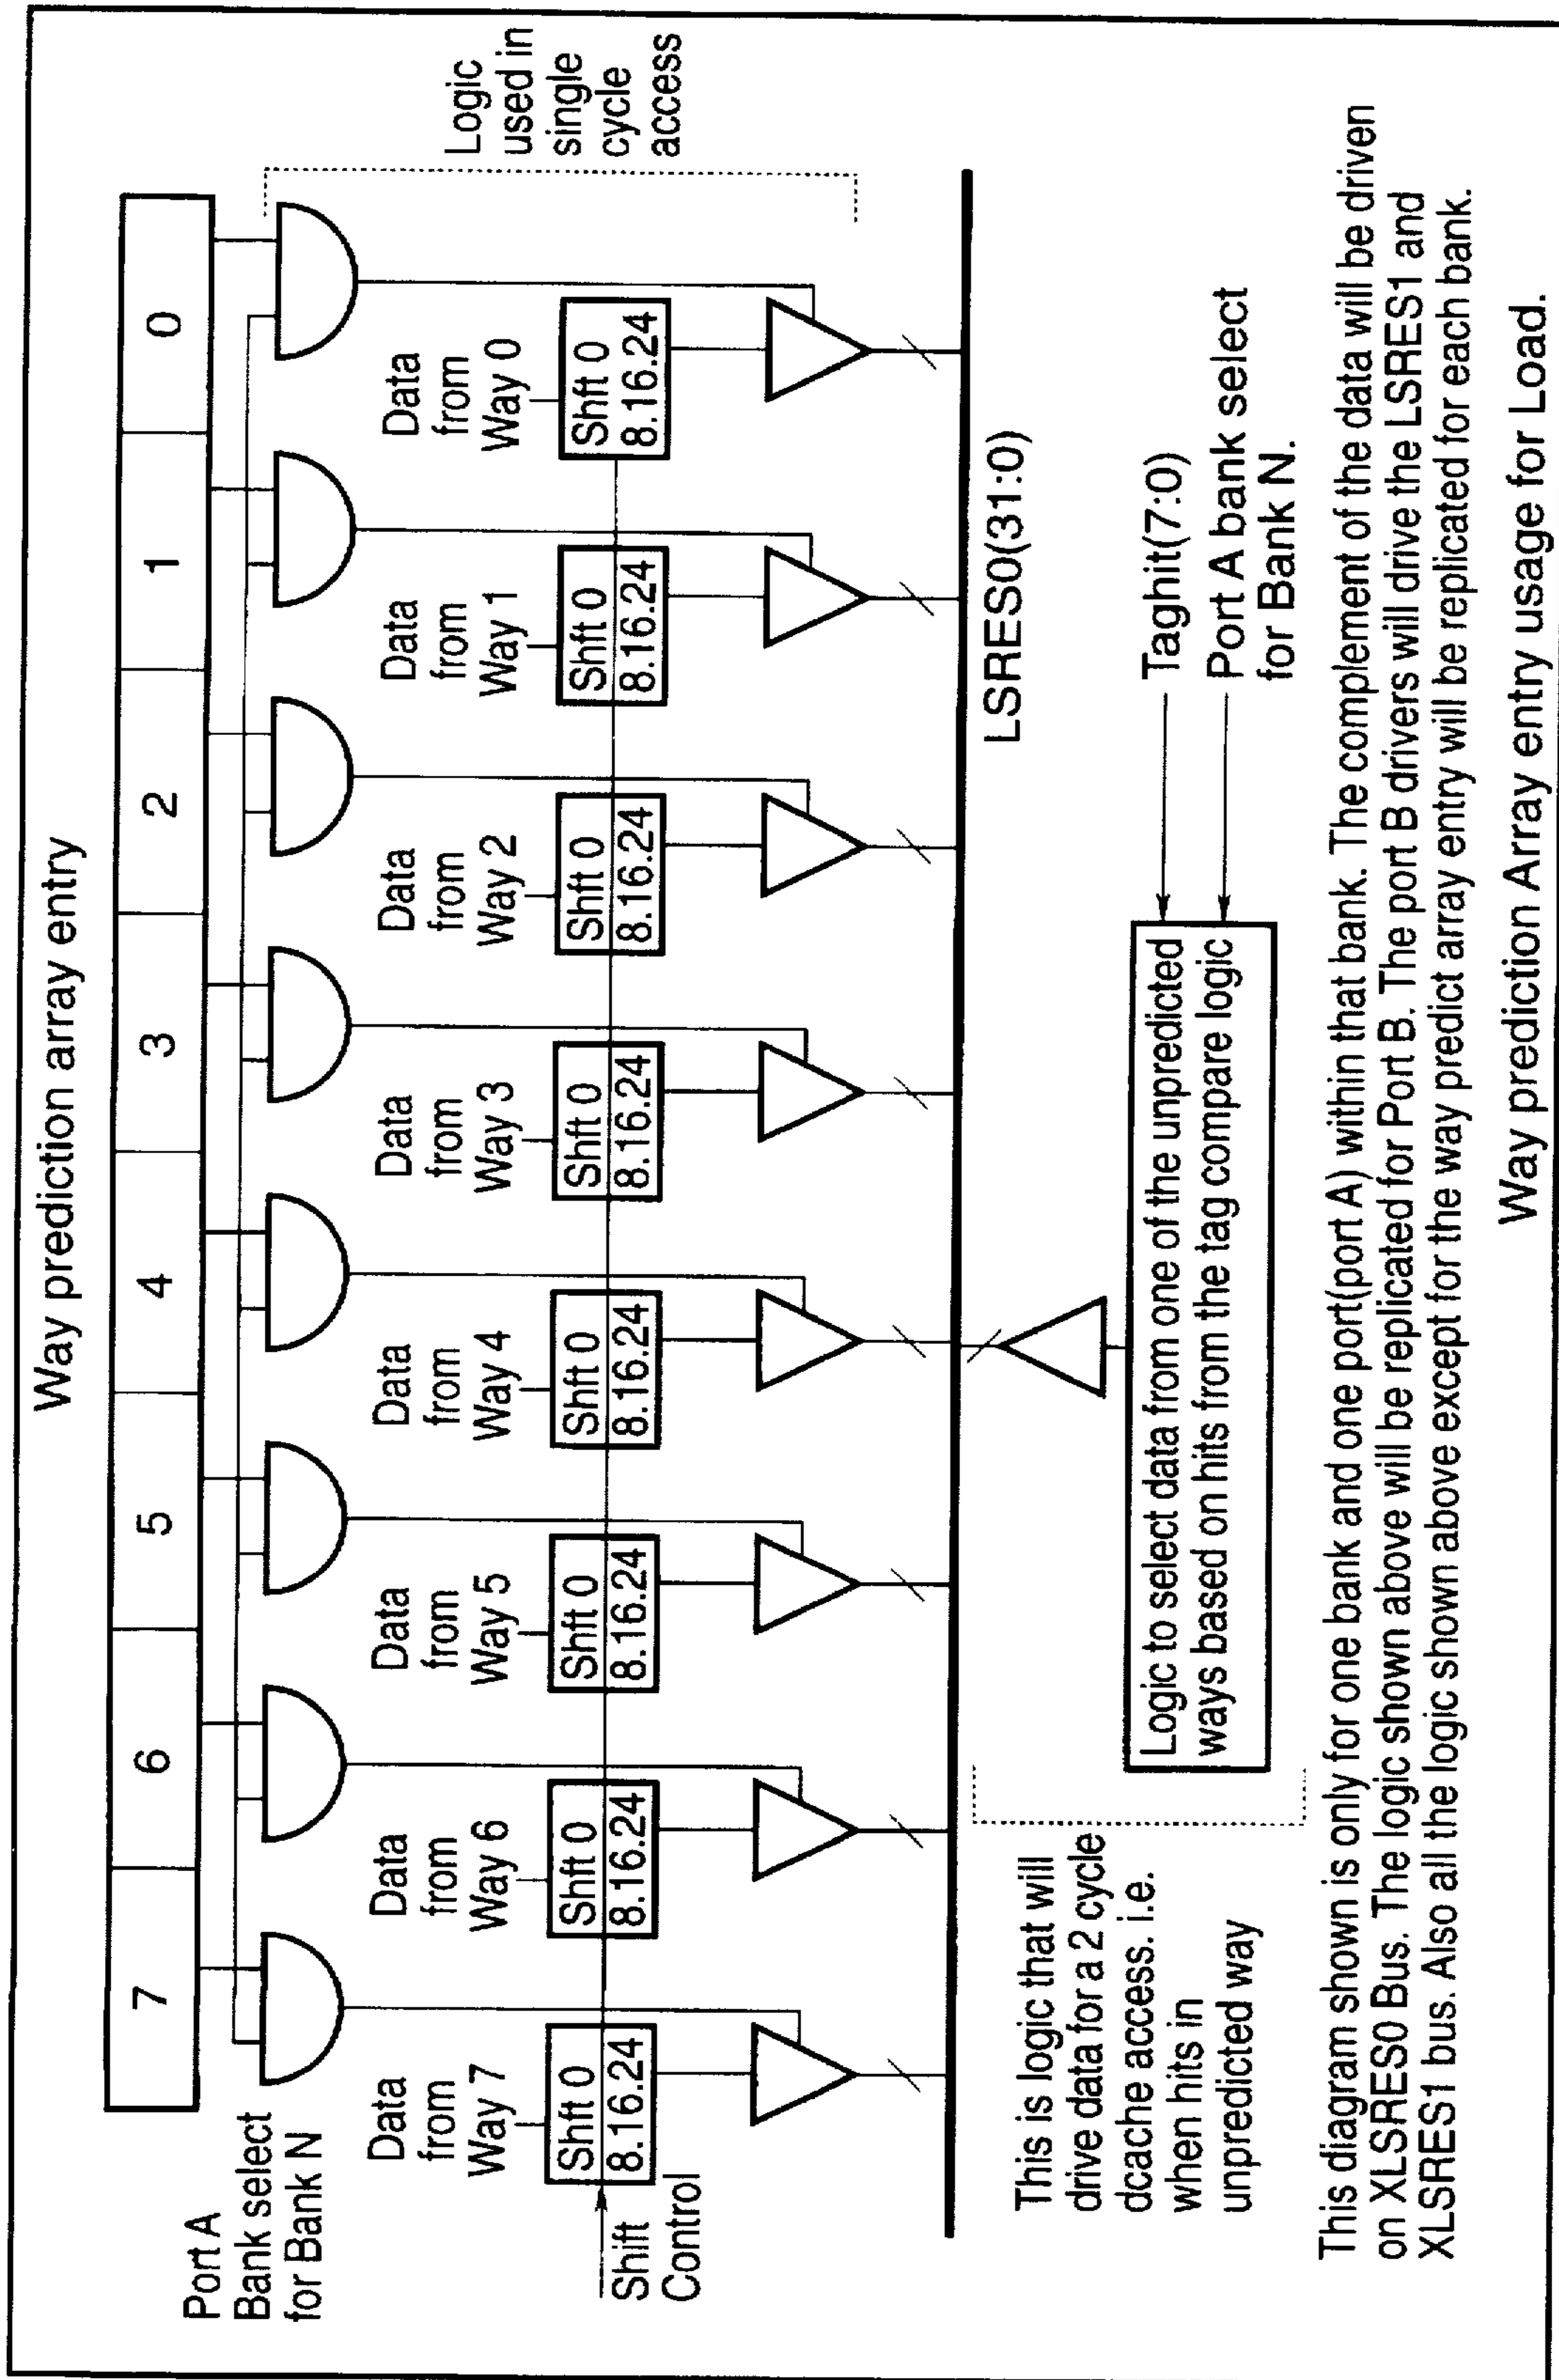 Way prediction array entry
7 6 5 4 3 2 1 0
Port A
Bank select
for Bank N
Logic
used in
single
cycle
access
Data
from
Way 7
Data
from
Way 6
Data
from
Way 5
Data
from
Way 4
Data
from
Way 3
Data
from
Way 2
Data
from
Way 1
Data
from
Way 0
Shft 0
8.16.24
Shft 0
8.16.24
Shft 0
8.16.24
Shft 0
8.16.24
Shft 0
8.16.24
Shft 0
8.16.24
Shft 0
8.16.24
Shft 0
8.16.24
Shift
Control
LSRES0(31:0)
This is logic that will
drive data for a 2 cycle
dcache access. i.e.
when hits in
unpredicted way
Logic to select data from one of the unpredicted
ways based on hits from the tag compare logic
Taghit(7:0)
Port A bank select
for Bank N.
This diagram shown is only for one bank and one port(port A) within that bank. The complement of the data will be driven
on XLSRES0 Bus. The logic shown above will be replicated for Port B. The port B drivers will drive the LSRES1 and
XLSRES1 bus. Also all the logic shown above except for the way predict array entry will be replicated for each bank.
Way prediction Array entry usage for Load.